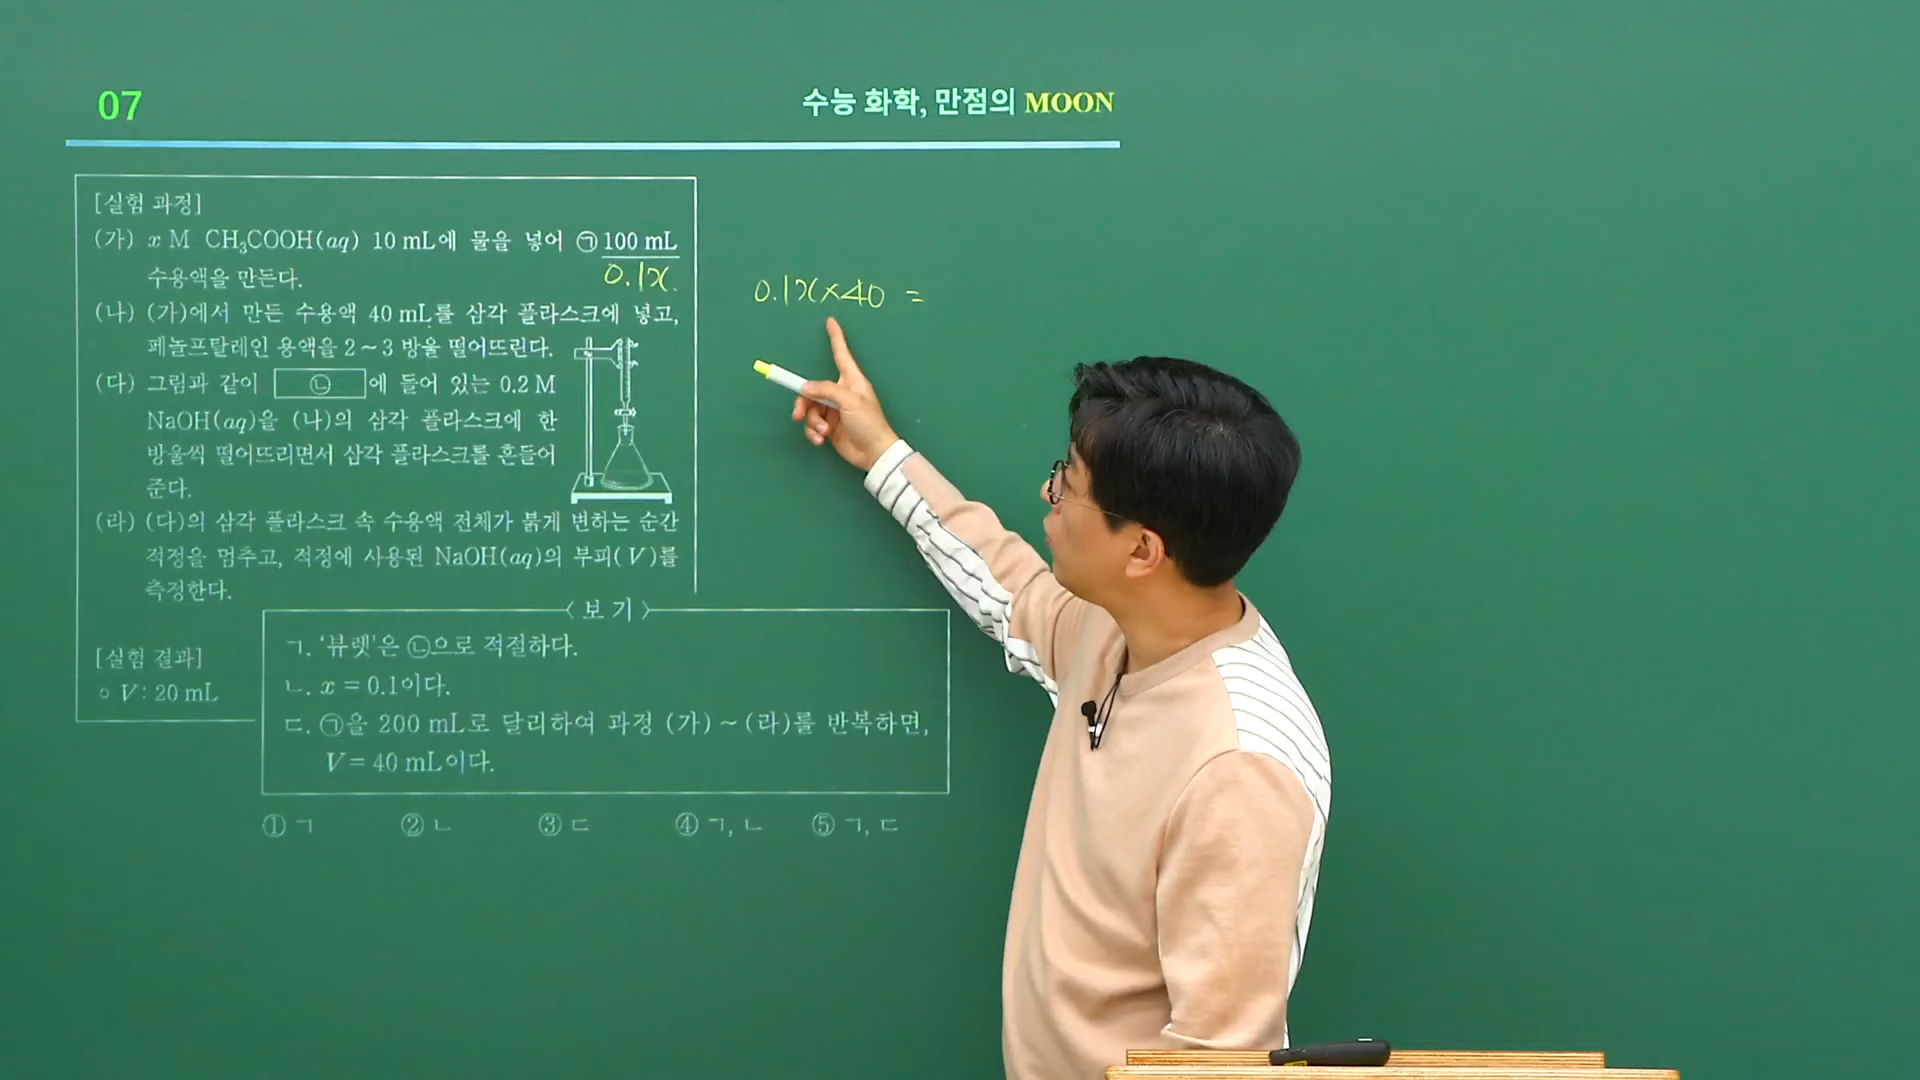 07
수능 화학, 만점의 MOON
[실험 과정]
(가) x M CH₃COOH(aq) 10 mL에 물을 넣어 ㉠ 100 mL
수용액을 만든다.
0.1x.
(나) (가)에서 만든 수용액 40 mL를 삼각 플라스크에 넣고,
페놀프탈레인 용액을 2～3 방울 떨어뜨린다.
(다) 그림과 같이 ㉡ 에 들어 있는 0.2 M
NaOH(aq)을 (나)의 삼각 플라스크에 한
방울씩 떨어뜨리면서 삼각 플라스크를 흔들어
준다.
(라) (다)의 삼각 플라스크 속 수용액 전체가 붉게 변하는 순간
적정을 멈추고, 적정에 사용된 NaOH(aq)의 부피(V)를
측정한다.
[실험 결과]
○ V: 20 mL
0.1x×40 =
〈보기〉
ㄱ. ‘뷰렛’은 ㉡으로 적절하다.
ㄴ. x = 0.1이다.
ㄷ. ㉠을 200 mL로 달리하여 과정 (가)～(라)를 반복하면,
V = 40 mL이다.
① ㄱ ② ㄴ ③ ㄷ ④ ㄱ, ㄴ ⑤ ㄱ, ㄷ